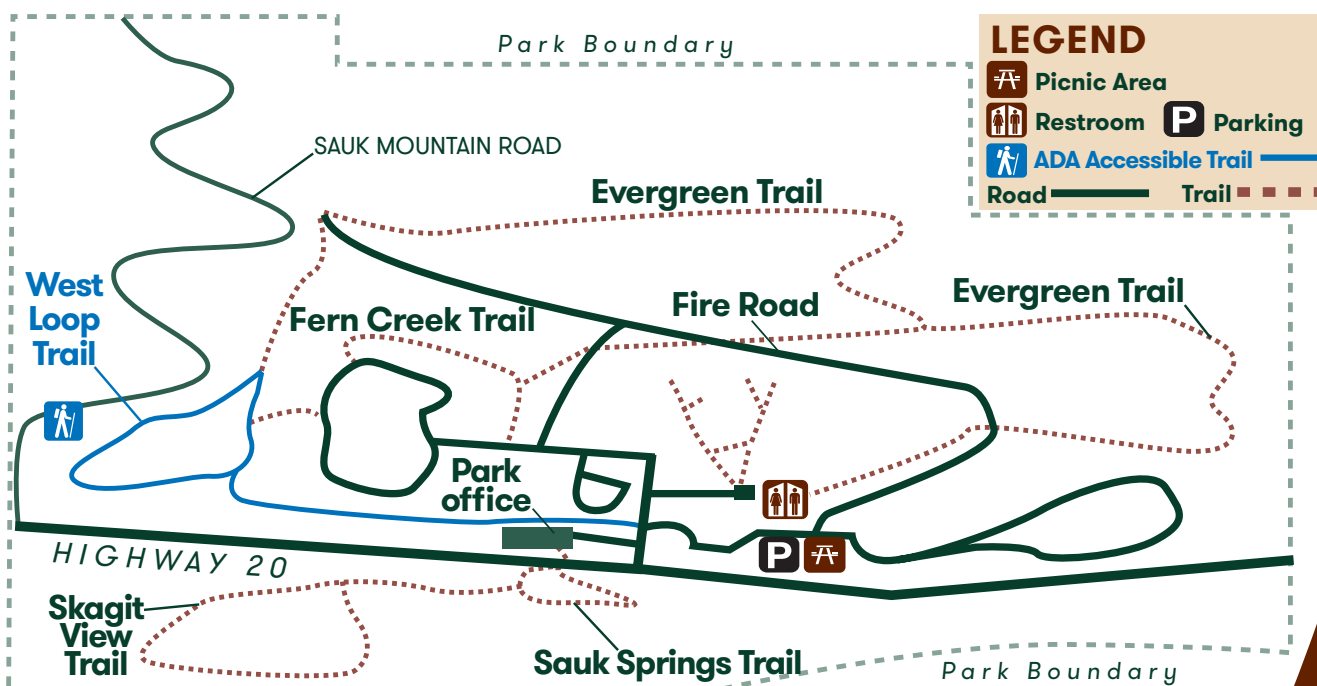 Park Boundary
LEGEND
Picnic Area
Restroom P Parking
ADA Accessible Trail
Road Trail
SAUK MOUNTAIN ROAD
Evergreen Trail
West
Loop
Trail
Fern Creek Trail
Fire Road
Evergreen Trail
Park
office
P
HIGHWAY 20
Skagit
View
Trail
Sauk Springs Trail
Park Boundary